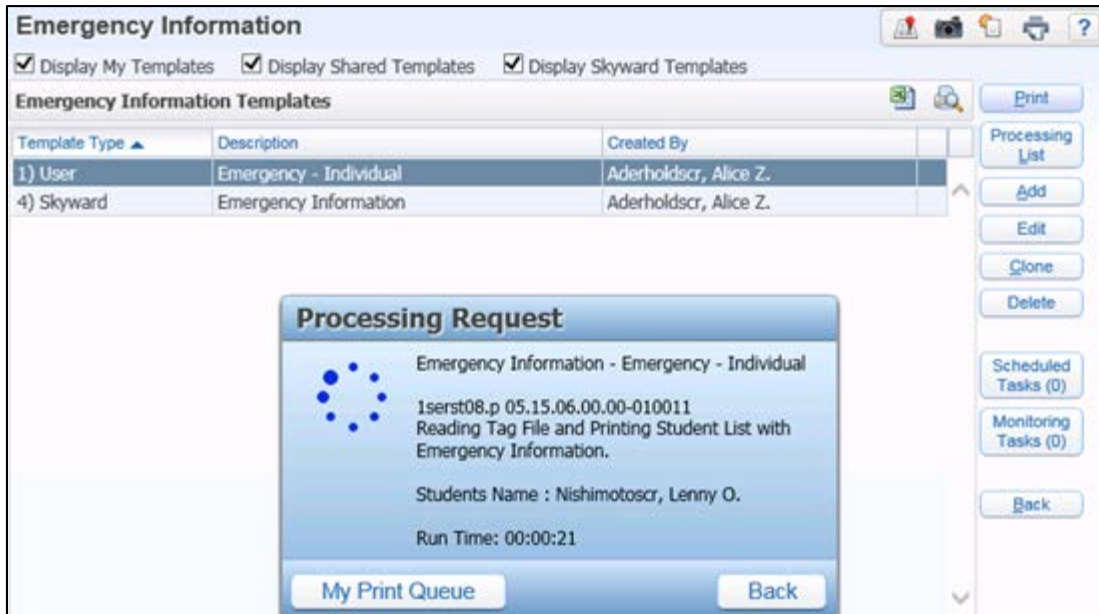 Emergency Information
?
Display My Templates Display Shared Templates Display Skyward Templates
Emergency Information Templates
Print
Template Type Description Created By
Processing
List
1) User Emergency - Individual Aderholdscr, Alice Z.
Add
4) Skyward Emergency Information Aderholdscr, Alice Z.
Edit
Clone
Delete
Processing Request
Emergency Information - Emergency - Individual
1serst08.p 05.15.06.00.00-010011
Reading Tag File and Printing Student List with
Emergency Information.
Students Name : Nishimotoscr, Lenny O.
Run Time: 00:00:21
My Print Queue Back
Scheduled
Tasks (0)
Monitoring
Tasks (0)
Back